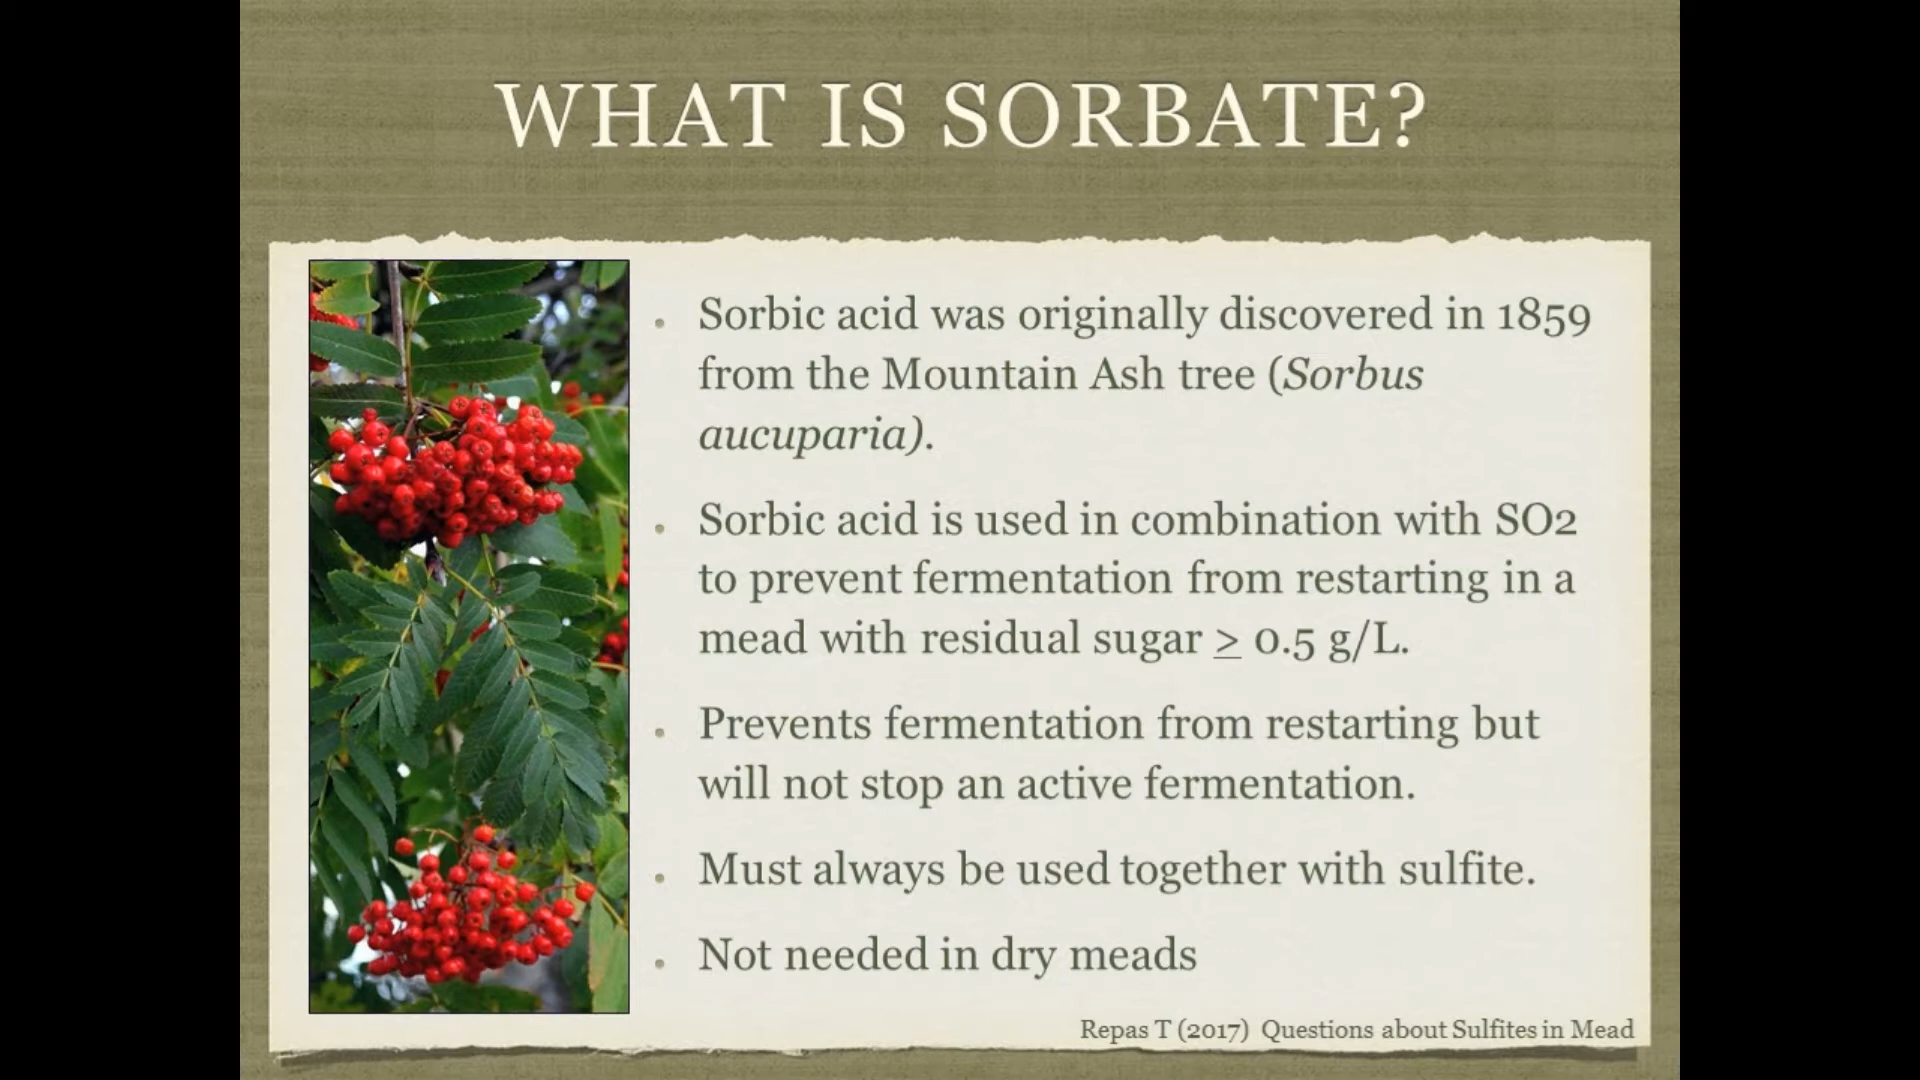 WHAT IS SORBATE?
Sorbic acid was originally discovered in 1859
from the Mountain Ash tree (Sorbus
aucuparia).
Sorbic acid is used in combination with SO2
to prevent fermentation from restarting in a
mead with residual sugar ≥ 0.5 g/L.
Prevents fermentation from restarting but
will not stop an active fermentation.
Must always be used together with sulfite.
Not needed in dry meads
Repas T (2017) Questions about Sulfites in Mead